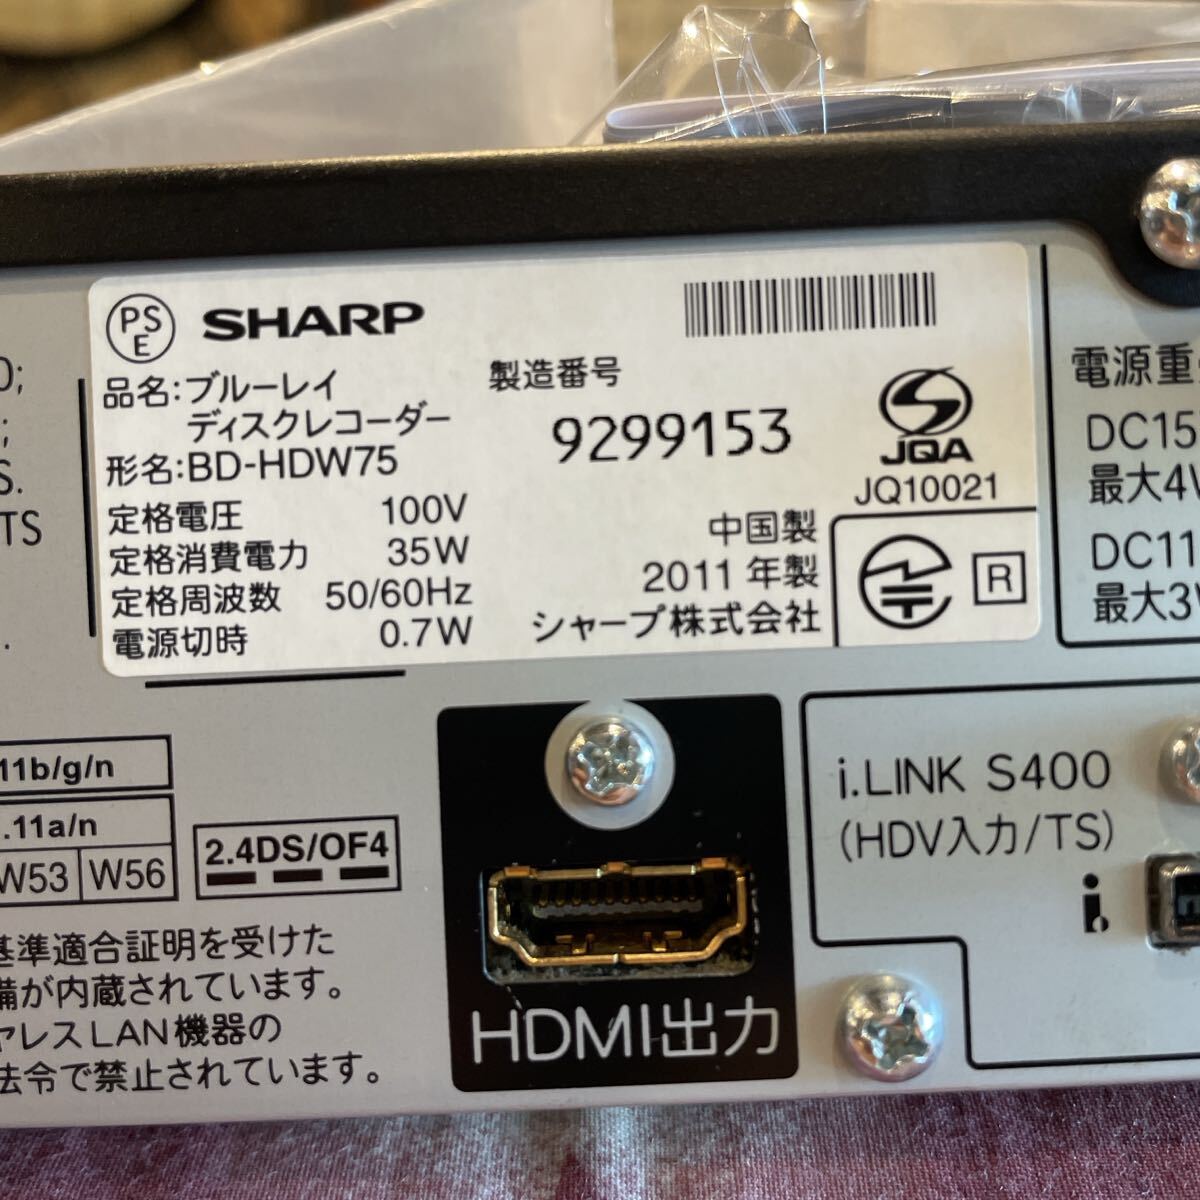 PS
E
SHARP
品名:ブルーレイ
ディスクレコーダー
形名:BD-HDW75
定格電圧 100V
定格消費電力 35W
定格周波数 50/60Hz
電源切時 0.7W
製造番号
9299153
中国製
2011 年製
シャープ株式会社
JQA
JQ10021
R
電源重
DC15
最大4W
DC11
最大3W
TS
11b/g/n
.11a/n
W53 W56
2.4DS/OF4
基準適合証明を受けた
備が内蔵されています。
ヤレスLAN機器の
法令で禁止されています。
HDMI出力
i.LINK S400
(HDV入力/TS)
i